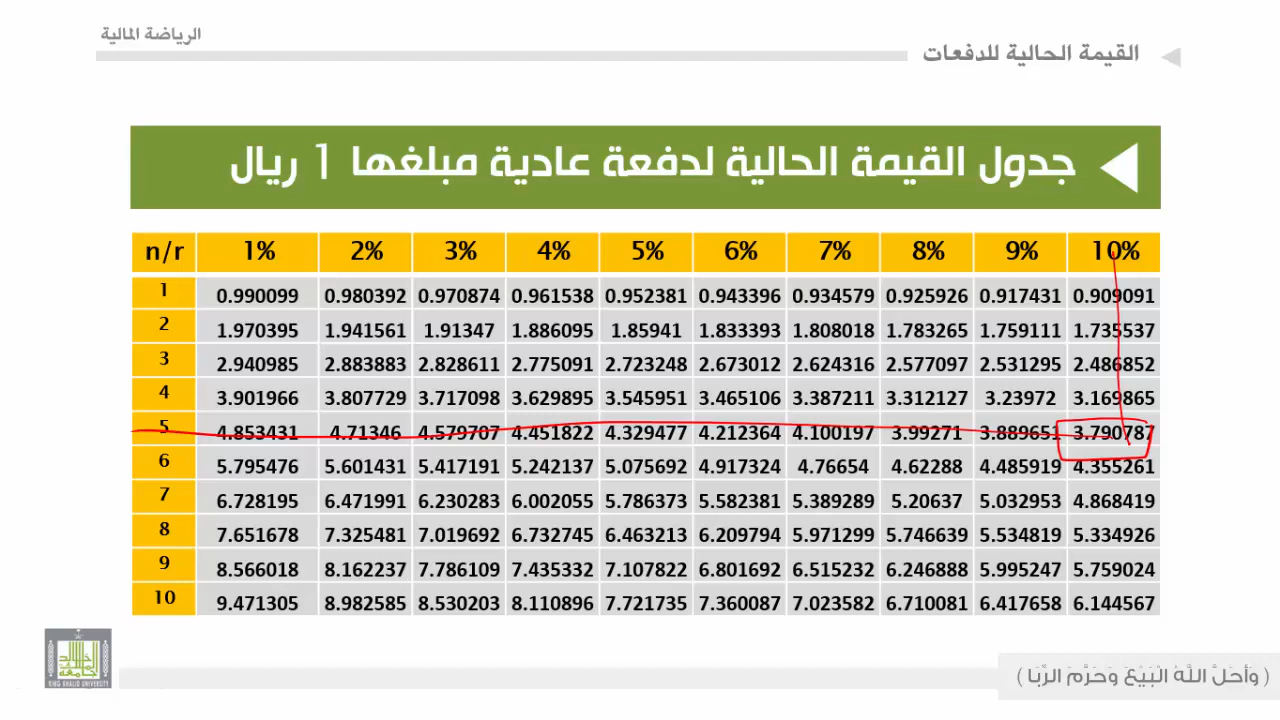 الرياضة المالية
القيمة الحالية للدفعات
جدول القيمة الحالية لدفعة عادية مبلغها 1 ريال
n/r 1% 2% 3% 4% 5% 6% 7% 8% 9% 10%
1 0.990099 0.980392 0.970874 0.961538 0.952381 0.943396 0.934579 0.925926 0.917431 0.909091
2 1.970395 1.941561 1.91347 1.886095 1.85941 1.833393 1.808018 1.783265 1.759111 1.735537
3 2.940985 2.883883 2.828611 2.775091 2.723248 2.673012 2.624316 2.577097 2.531295 2.486852
4 3.901966 3.807729 3.717098 3.629895 3.545951 3.465106 3.387211 3.312127 3.23972 3.169865
5 4.853431 4.71346 4.579707 4.451822 4.329477 4.212364 4.100197 3.99271 3.889651 3.790787
6 5.795476 5.601431 5.417191 5.242137 5.075692 4.917324 4.76654 4.62288 4.485919 4.355261
7 6.728195 6.471991 6.230283 6.002055 5.786373 5.582381 5.389289 5.20637 5.032953 4.868419
8 7.651678 7.325481 7.019692 6.732745 6.463213 6.209794 5.971299 5.746639 5.534819 5.334926
9 8.566018 8.162237 7.786109 7.435332 7.107822 6.801692 6.515232 6.246888 5.995247 5.759024
10 9.471305 8.982585 8.530203 8.110896 7.721735 7.360087 7.023582 6.710081 6.417658 6.144567
KING KHALID UNIVERSITY
( وَأَحَلَّ اللَّهُ الْبَيْعَ وَحَرَّمَ الرِّبَا )